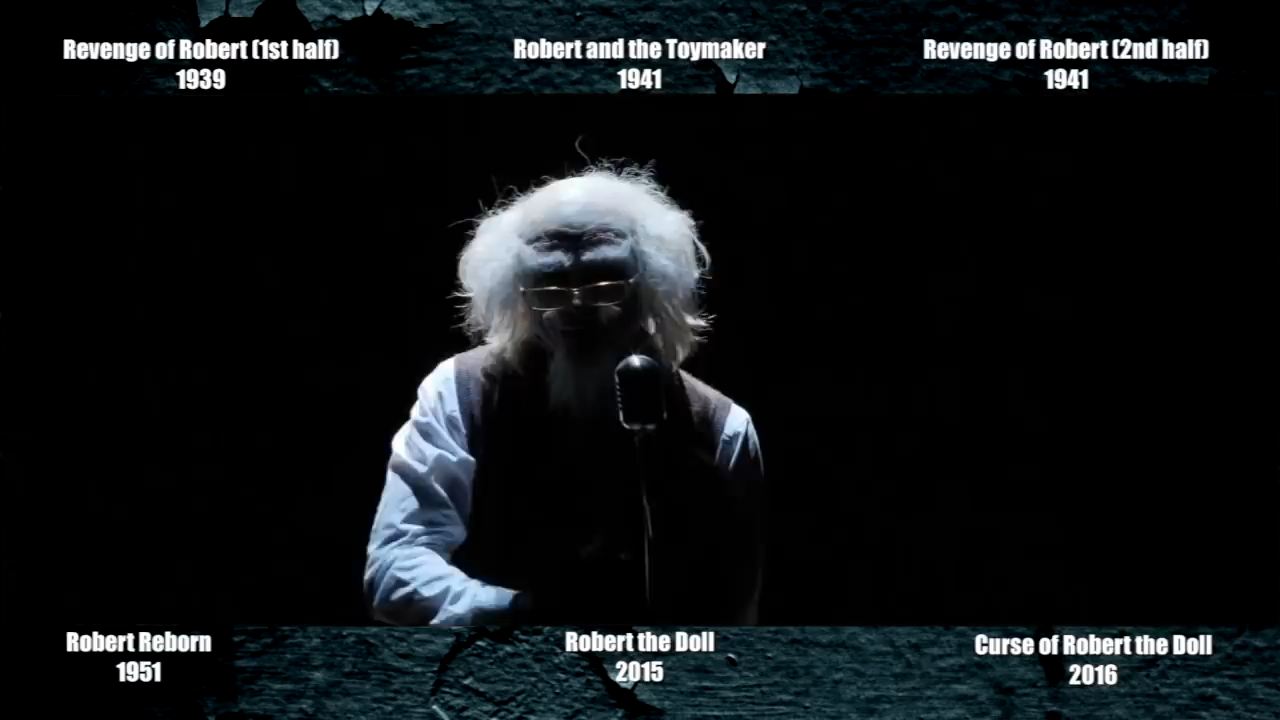 Revenge of Robert (1st half)
1939
Robert and the Toymaker
1941
Revenge of Robert (2nd half)
1941
Robert Reborn
1951
Robert the Doll
2015
Curse of Robert the Doll
2016